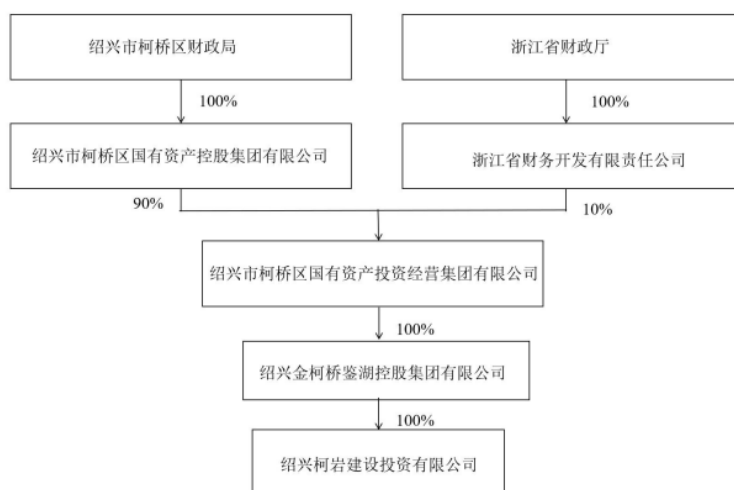 绍兴市柯桥区财政局
浙江省财政厅
100%
100%
绍兴市柯桥区国有资产控股集团有限公司
浙江省财务开发有限责任公司
90%
10%
绍兴市柯桥区国有资产投资经营集团有限公司
100%
绍兴金柯桥鉴湖控股集团有限公司
100%
绍兴柯岩建设投资有限公司